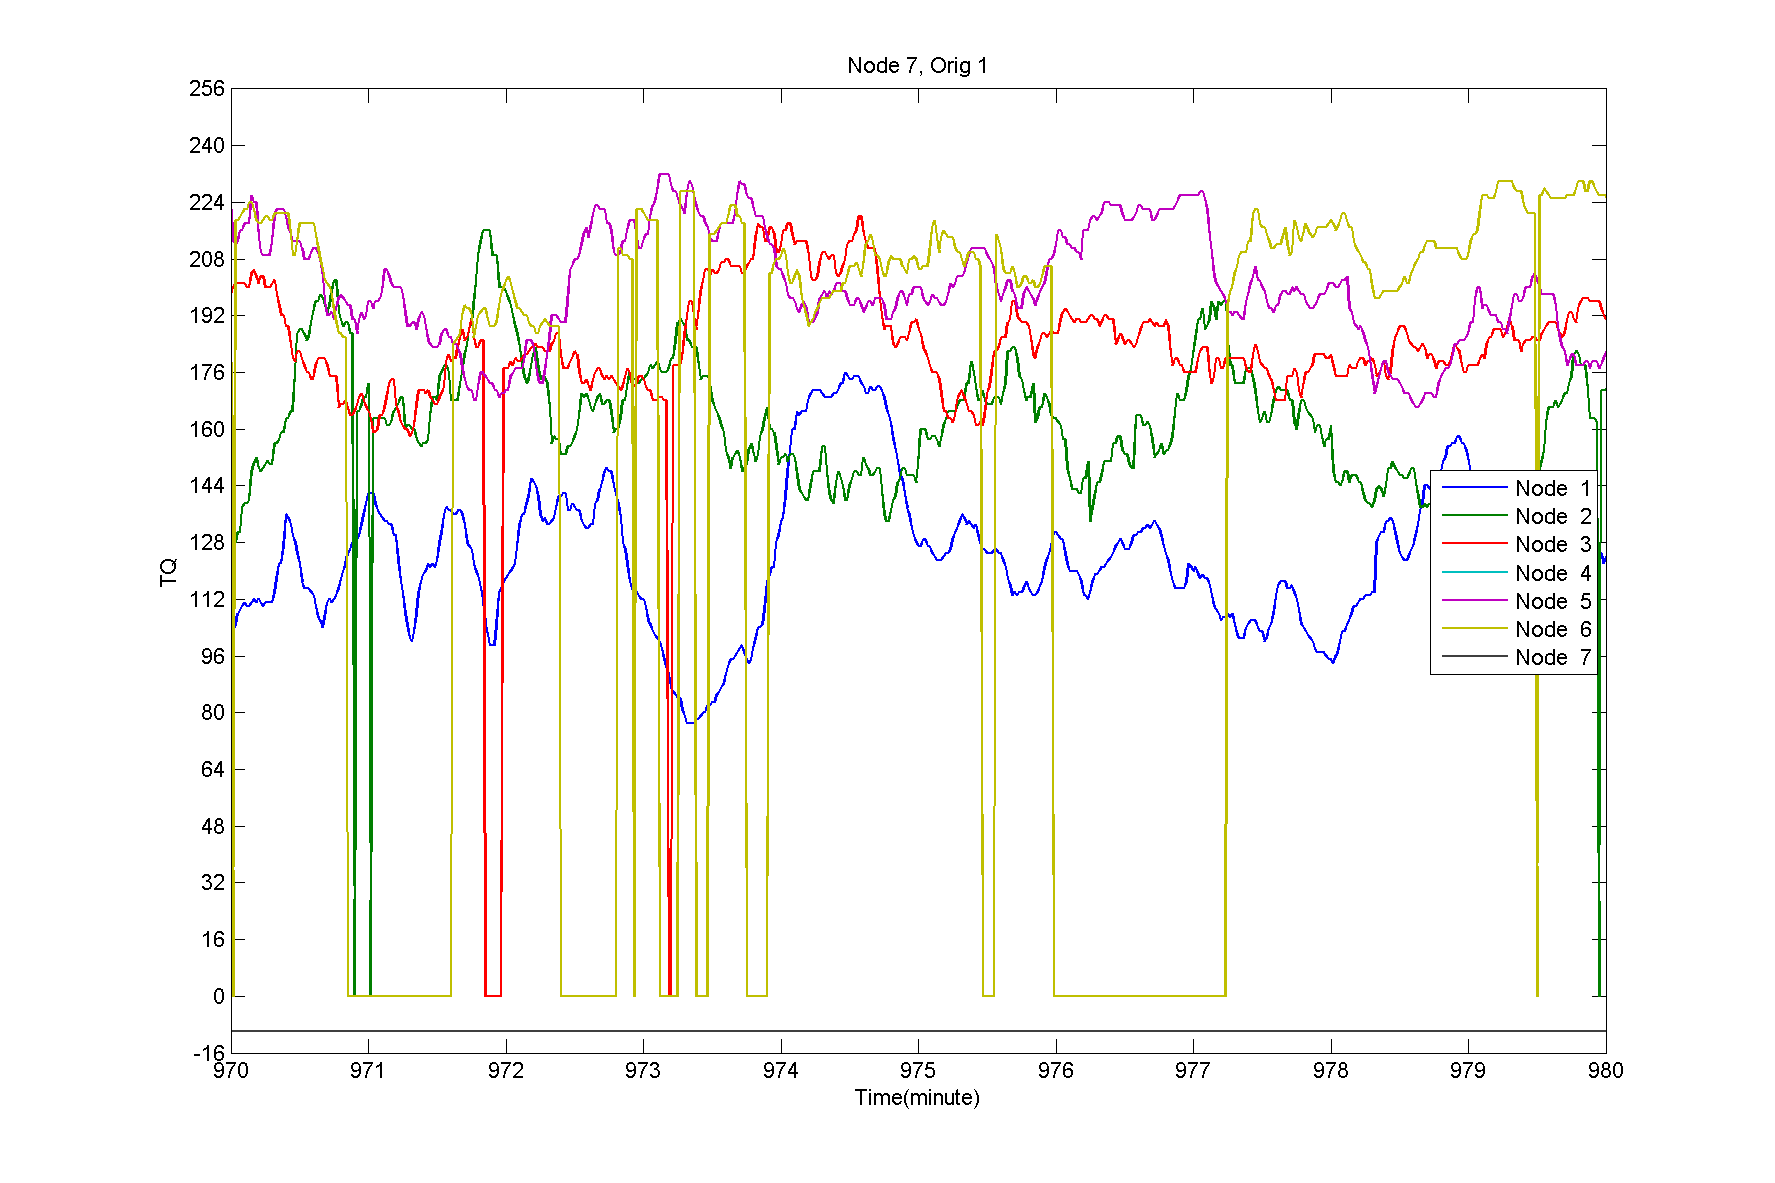 Node 7, Orig 1
256
240
224
208
192
176
160
144
128
112
96
80
64
48
32
16
0
-16
TQ
Node 1
Node 2
Node 3
Node 4
Node 5
Node 6
Node 7
970 971 972 973 974 975 976 977 978 979 980
Time(minute)